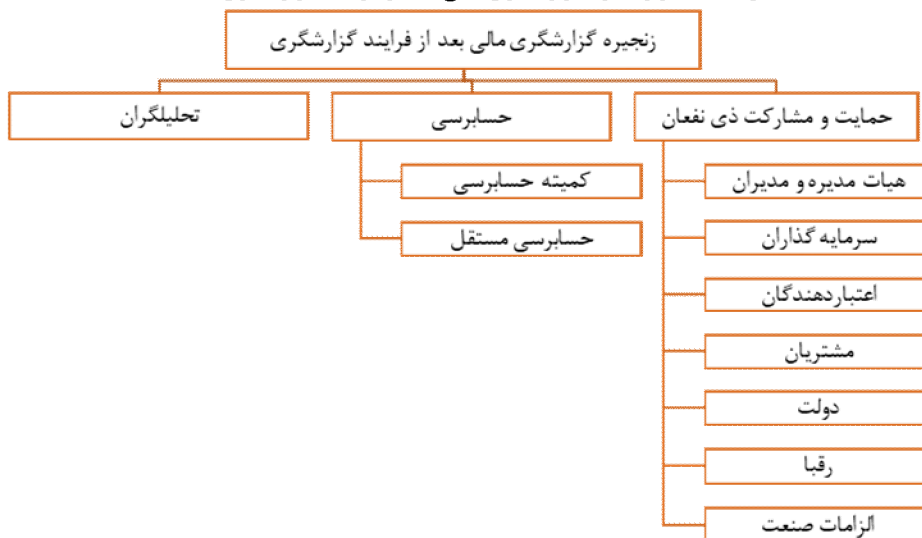 زنجیره گزارشگری مالی بعد از فرایند گزارشگری
حمایت و مشارکت ذی نفعان
هیات مدیره و مدیران
سرمایه گذاران
اعتباردهندگان
مشتریان
دولت
رقبا
الزامات صنعت
حسابرسی
کمیته حسابرسی
حسابرسی مستقل
تحلیلگران